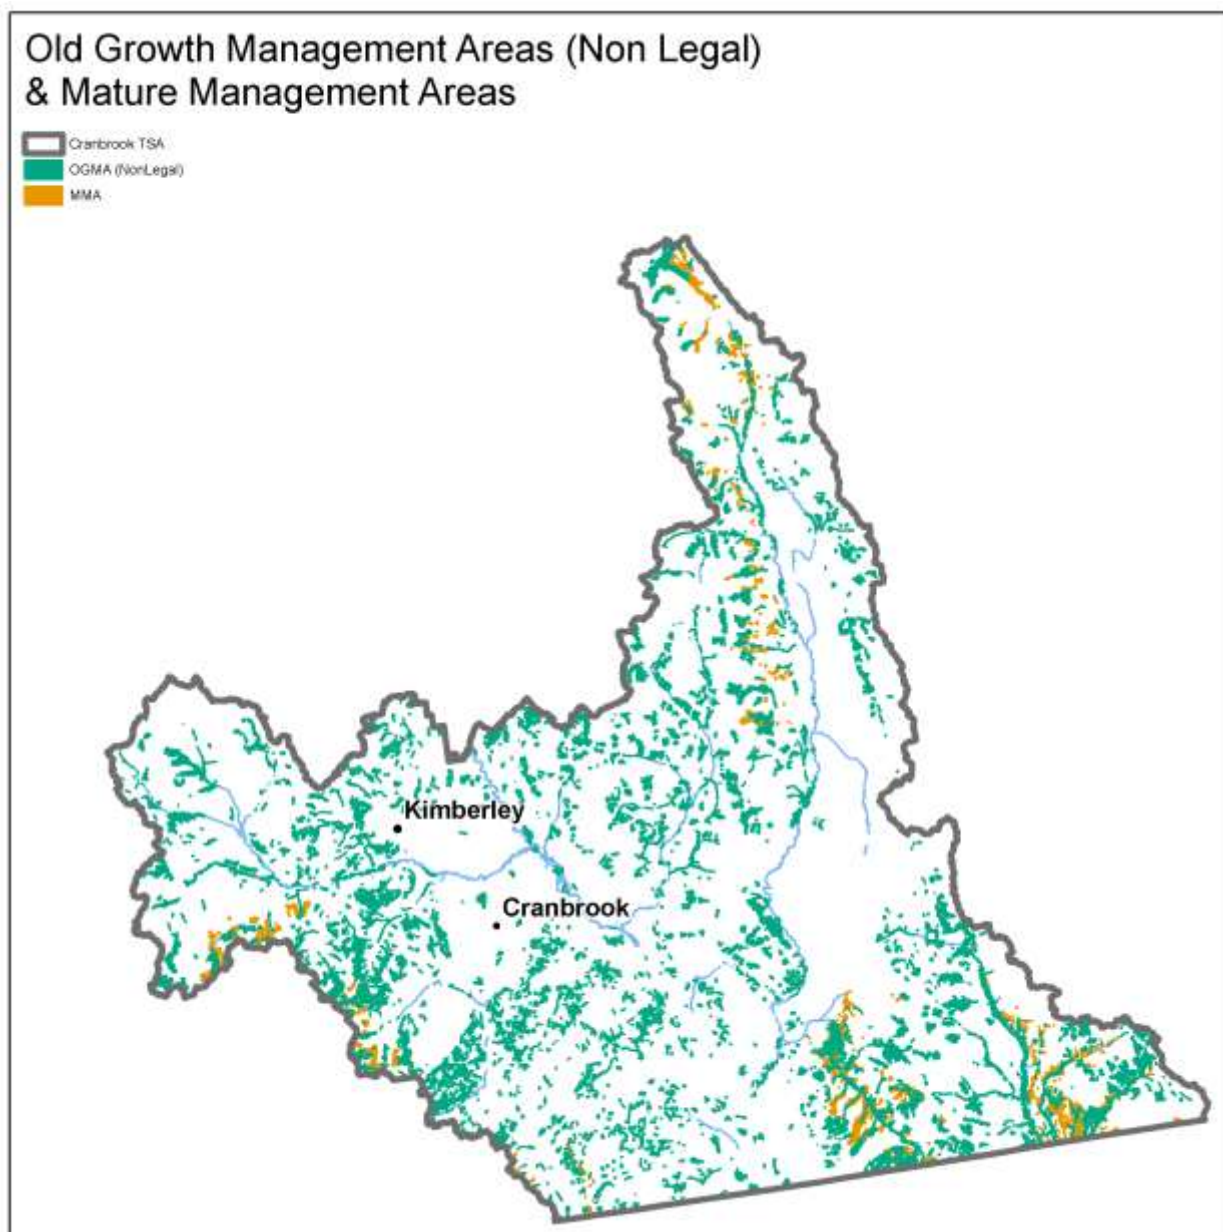 Old Growth Management Areas (Non Legal)
& Mature Management Areas
Cranbrook TSA
OGMA (NonLegal)
MMA
Kimberley
Cranbrook